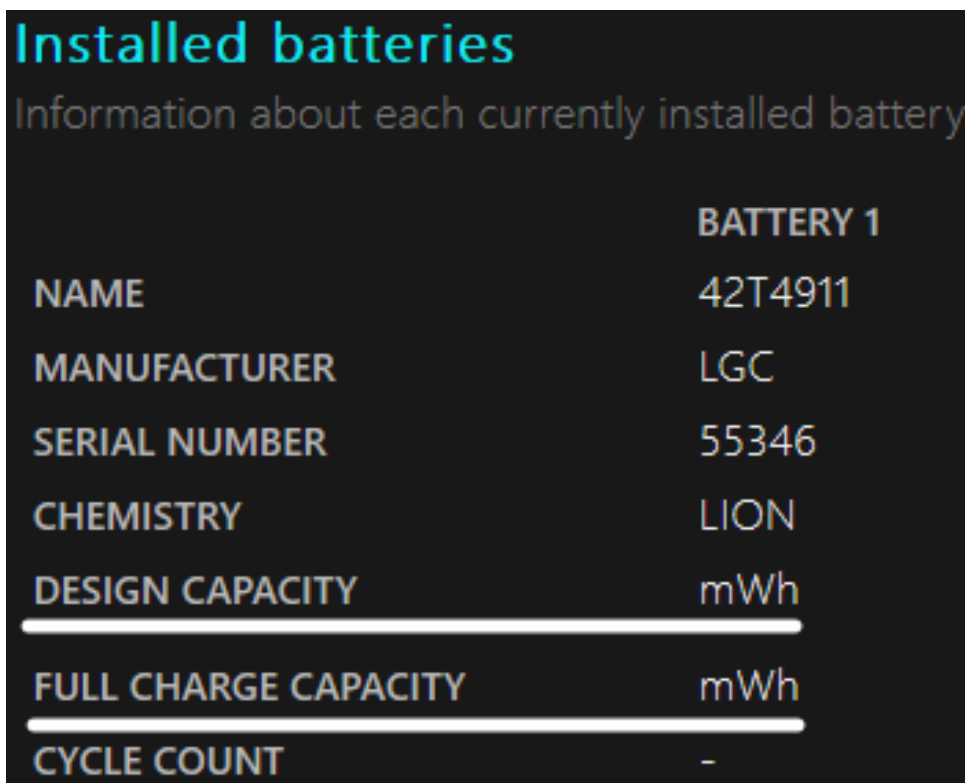 Installed batteries
Information about each currently installed battery
BATTERY 1
NAME 42T4911
MANUFACTURER LGC
SERIAL NUMBER 55346
CHEMISTRY LION
DESIGN CAPACITY mWh
FULL CHARGE CAPACITY mWh
CYCLE COUNT -